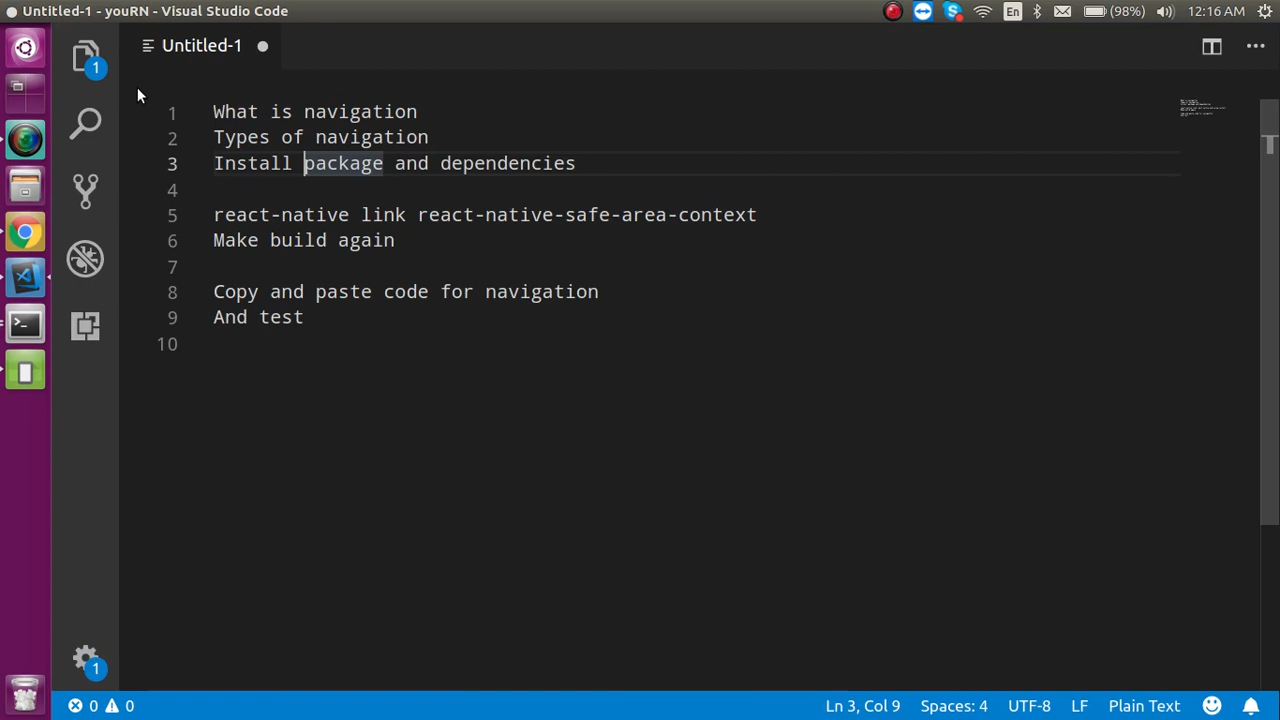 Untitled-1 - youRN - Visual Studio Code
En
(98%)
12:16 AM
1
Untitled-1
1 What is navigation
2 Types of navigation
3 Install package and dependencies
4
5 react-native link react-native-safe-area-context
6 Make build again
7
8 Copy and paste code for navigation
9 And test
10
1
0 0
Ln 3, Col 9
Spaces: 4
UTF-8
LF
Plain Text